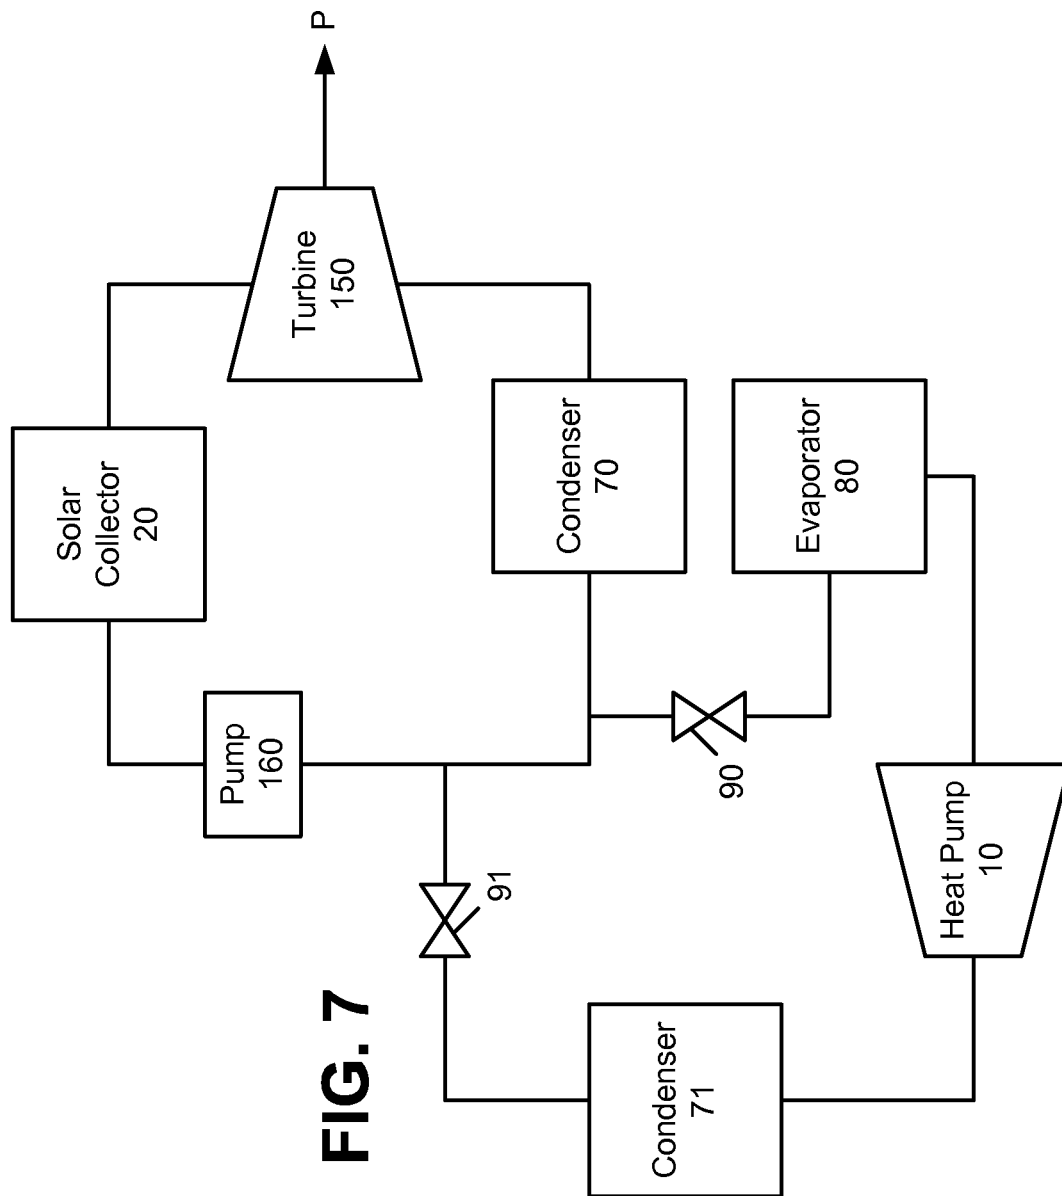 Solar
Collector
20
Pump
160
Turbine
150
P
FIG. 7
91
Condenser
70
Condenser
71
90
Evaporator
80
Heat Pump
10